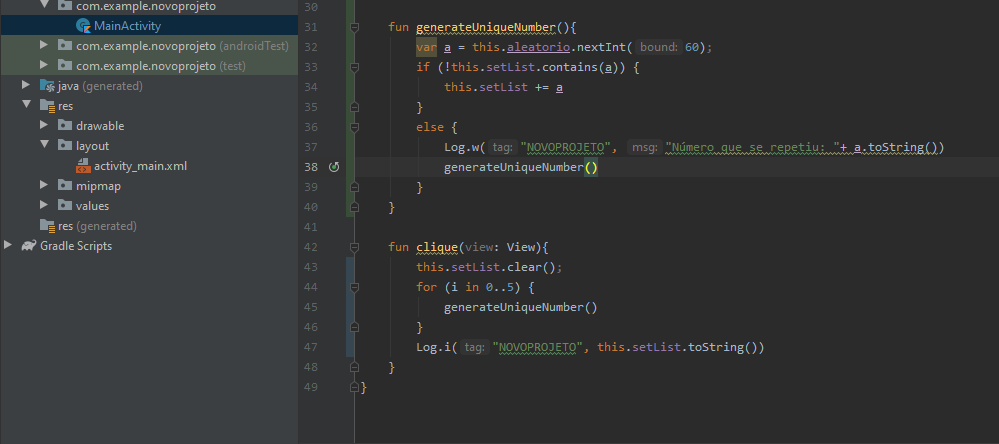 com.example.novoprojeto
MainActivity
com.example.novoprojeto (androidTest)
com.example.novoprojeto (test)
java (generated)
res
drawable
layout
activity_main.xml
mipmap
values
res (generated)
Gradle Scripts
30
31 fun generateUniqueNumber(){
32 var a = this.aleatorio.nextInt( bound: 60);
33 if (!this.setList.contains(a)) {
34 this.setList += a
35 }
36 else {
37 Log.w( tag: "NOVOPROJETO", msg: "Número que se repetiu: "+ a.toString())
38 generateUniqueNumber()
39 }
40 }
41
42 fun clique(view: View){
43 this.setList.clear();
44 for (i in 0..5) {
45 generateUniqueNumber()
46 }
47 Log.i( tag: "NOVOPROJETO", this.setList.toString())
48 }
49 }